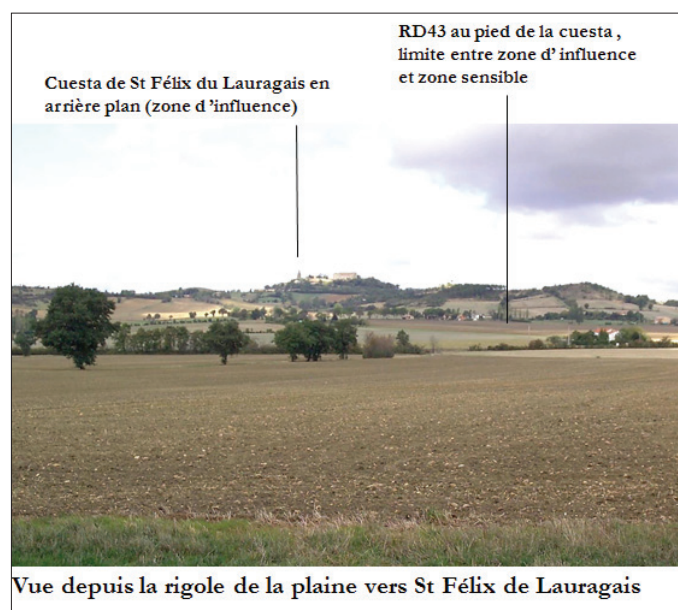 RD43 au pied de la cuesta ,
limite entre zone d' influence
et zone sensible
Cuesta de St Félix du Lauragais en
arrière plan (zone d 'influence)
Vue depuis la rigole de la plaine vers St Félix de Lauragais